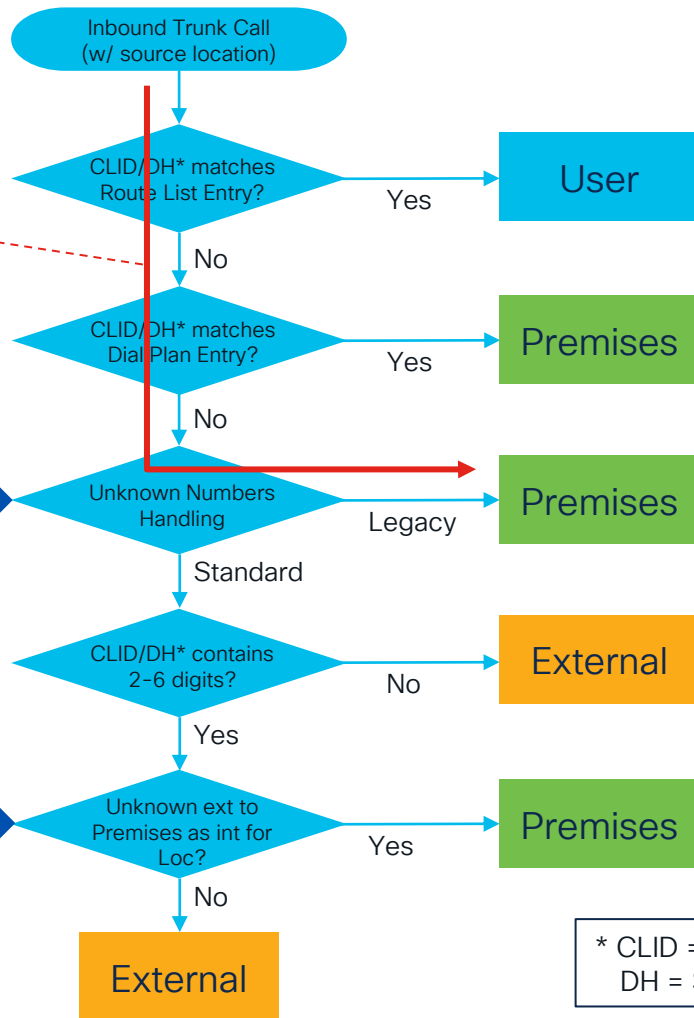 Inbound Trunk Call
(w/ source location)
CLID/DH* matches
Route List Entry?
Yes
User
No
CLID/DH* matches
Dial Plan Entry?
Yes
Premises
No
Unknown Numbers
Handling
Legacy
Premises
Standard
CLID/DH* contains
2-6 digits?
No
External
Yes
Unknown ext to
Premises as int for
Loc?
Yes
Premises
No
External
* CLID =
DH =